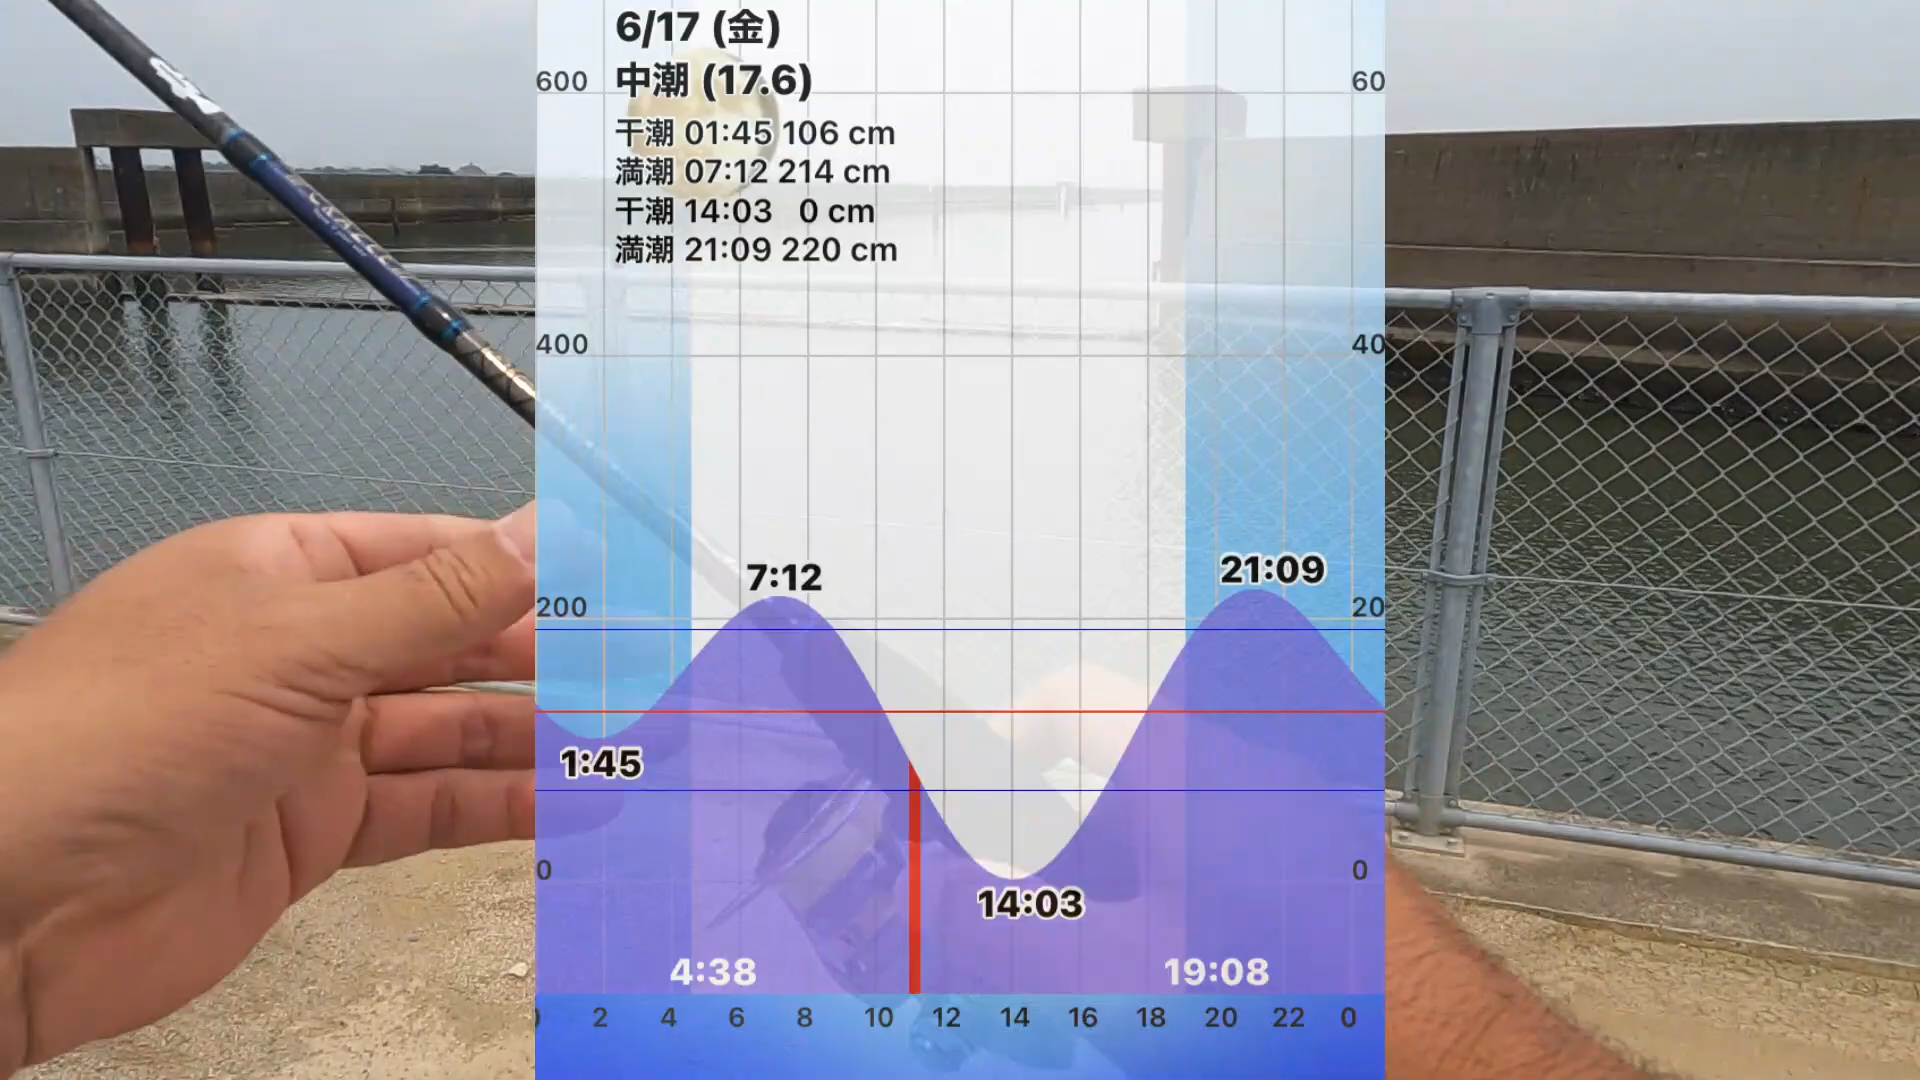 6/17 (金)
中潮 (17.6)
干潮 01:45 106 cm
満潮 07:12 214 cm
干潮 14:03 0 cm
満潮 21:09 220 cm
600 60
400 40
7:12 21:09
200 20
1:45
0 0
14:03
4:38 19:08
2 4 6 8 10 12 14 16 18 20 22 0